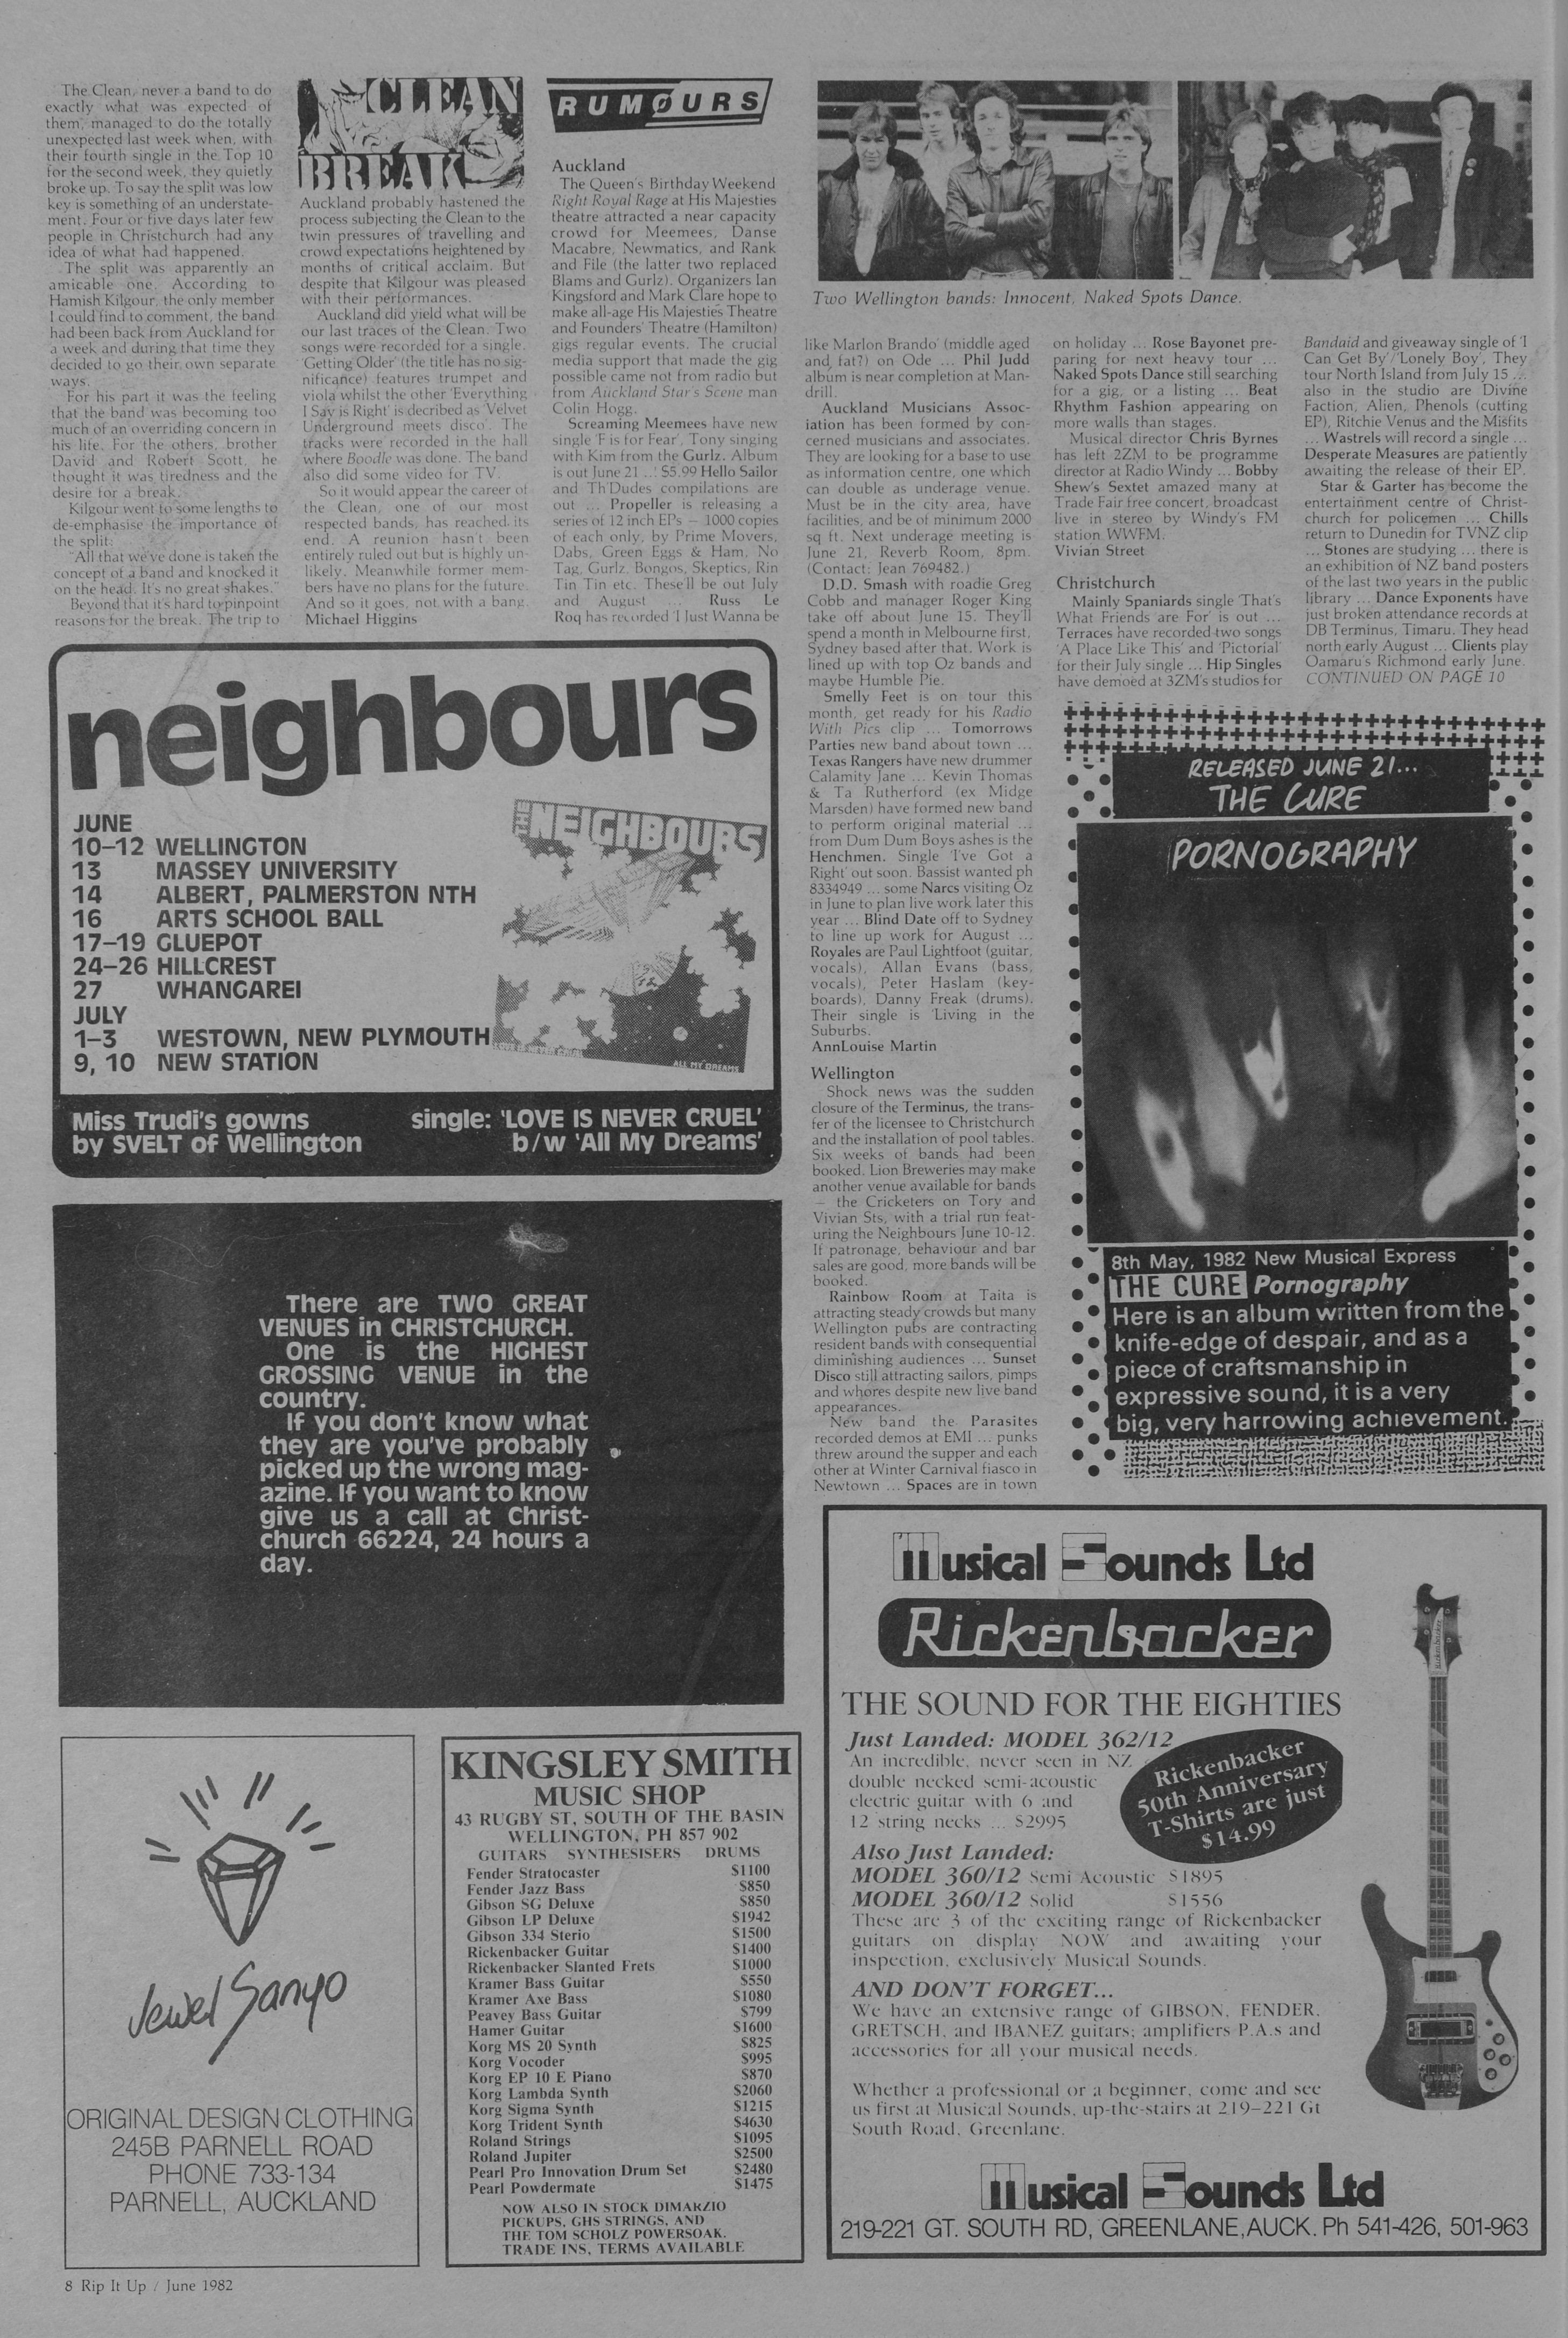 The Clean, never a band to do
exactly what was expected of
them, managed to do the totally
unexpected last week when, with
their fourth single in the Top 10
for the second week, they quietly
broke up. To say the split was low
key is something of an understate-
ment. Four or five days later few
people in Christchurch had any
idea of what had happened.
The split was apparently an
amicable one. According to
Hamish Kilgour, the only member
I could find to comment, the band
had been back from Auckland for
a week and during that time they
decided to go their own separate
ways.
For his part it was the feeling
that the band was becoming too
much of an overriding concern in
his life. For the others, brother
David and Robert Scott, he
thought it was tiredness and the
desire for a break.
Kilgour went to some lengths to
de-emphasise the importance of
the split:
"All that we've done is taken the
concept of a band and knocked it
on the head. It's no great shakes."
Beyond that it's hard to pinpoint
reasons for the break. The trip to
CLEAN
BREAK
Auckland probably hastened the
process subjecting the Clean to the
twin pressures of travelling and
crowd expectations heightened by
months of critical acclaim. But
despite that Kilgour was pleased
with their performances.
Auckland did yield what will be
our last traces of the Clean. Two
songs were recorded for a single.
'Getting Older' (the title has no sig-
nificance) features trumpet and
viola whilst the other 'Everything
I Say is Right' is decribed as 'Velvet
Underground meets disco'. The
tracks were recorded in the hall
where Boodle was done. The band
also did some video for TV.
So it would appear the career of
the Clean, one of our most
respected bands, has reached its
end. A reunion hasn't been
entirely ruled out but is highly un-
likely. Meanwhile former mem-
bers have no plans for the future.
And so it goes, not with a bang.
Michael Higgins
RUMOURS
Auckland
The Queen's Birthday Weekend
Right Royal Rage at His Majesties
theatre attracted a near capacity
crowd for Meemees, Danse
Macabre, Newmatics, and Rank
and File (the latter two replaced
Blams and Gurlz). Organizers Ian
Kingsford and Mark Clare hope to
make all-age His Majesties Theatre
and Founders' Theatre (Hamilton)
gigs regular events. The crucial
media support that made the gig
possible came not from radio but
from Auckland Star's Scene man
Colin Hogg.
Screaming Meemees have new
single 'F is for Fear', Tony singing
with Kim from the Gurlz. Album
is out June 21 ... $5.99 Hello Sailor
and Th'Dudes compilations are
out ... Propeller is releasing a
series of 12 inch EPs — 1000 copies
of each only, by Prime Movers,
Dabs, Green Eggs & Ham, No
Tag, Gurlz, Bongos, Skeptics, Rin
Tin Tin etc. These'll be out July
and August ... Russ Le
Roq has recorded 'I Just Wanna be
Two Wellington bands: Innocent, Naked Spots Dance.
like Marlon Brando' (middle aged
and fat?) on Ode ... Phil Judd
album is near completion at Man-
drill.
Auckland Musicians Assoc-
iation has been formed by con-
cerned musicians and associates.
They are looking for a base to use
as information centre, one which
can double as underage venue.
Must be in the city area, have
facilities, and be of minimum 2000
sq ft. Next underage meeting is
June 21, Reverb Room, 8pm.
(Contact: Jean 769482.)
D.D. Smash with roadie Greg
Cobb and manager Roger King
take off about June 15. They'll
spend a month in Melbourne first,
Sydney based after that. Work is
lined up with top Oz bands and
maybe Humble Pie.
Smelly Feet is on tour this
month, get ready for his Radio
With Pics clip ... Tomorrows
Parties new band about town ...
Texas Rangers have new drummer
Calamity Jane ... Kevin Thomas
& Ta Rutherford (ex Midge
Marsden) have formed new band
to perform original material ...
from Dum Dum Boys ashes is the
Henchmen. Single 'I've Got a
Right' out soon. Bassist wanted ph
8334949 ... some Narcs visiting Oz
in June to plan live work later this
year ... Blind Date off to Sydney
to line up work for August ...
Royales are Paul Lightfoot (guitar,
vocals), Allan Evans (bass,
vocals), Peter Haslam (key-
boards), Danny Freak (drums).
Their single is 'Living in the
Suburbs.
AnnLouise Martin
Wellington
Shock news was the sudden
closure of the Terminus, the trans-
fer of the licensee to Christchurch
and the installation of pool tables.
Six weeks of bands had been
booked. Lion Breweries may make
another venue available for bands
— the Cricketers on Tory and
Vivian Sts, with a trial run feat-
uring the Neighbours June 10-12.
If patronage, behaviour and bar
sales are good, more bands will be
booked.
Rainbow Room at Taita is
attracting steady crowds but many
Wellington pubs are contracting
resident bands with consequential
diminishing audiences ... Sunset
Disco still attracting sailors, pimps
and whores despite new live band
appearances.
New band the Parasites
recorded demos at EMI ... punks
threw around the supper and each
other at Winter Carnival fiasco in
Newtown ... Spaces are in town
on holiday ... Rose Bayonet pre-
paring for next heavy tour ...
Naked Spots Dance still searching
for a gig, or a listing ... Beat
Rhythm Fashion appearing on
more walls than stages.
Musical director Chris Byrnes
has left 2ZM to be programme
director at Radio Windy ... Bobby
Shew's Sextet amazed many at
Trade Fair free concert, broadcast
live in stereo by Windy's FM
station WWFM.
Vivian Street
Christchurch
Mainly Spaniards single 'That's
What Friends are For' is out ...
Terraces have recorded two songs
'A Place Like This' and 'Pictorial'
for their July single ... Hip Singles
have demoed at 3ZM's studios for
Bandaid and giveaway single of 'I
Can Get By'/'Lonely Boy'. They
tour North Island from July 15 ...
also in the studio are Divine
Faction, Alien, Phenols (cutting
EP), Ritchie Venus and the Misfits
... Wastrels will record a single ...
Desperate Measures are patiently
awaiting the release of their EP.
Star & Garter has become the
entertainment centre of Christ-
church for policemen ... Chills
return to Dunedin for TVNZ clip
... Stones are studying ... there is
an exhibition of NZ band posters
of the last two years in the public
library ... Dance Exponents have
just broken attendance records at
DB Terminus, Timaru. They head
north early August ... Clients play
Oamaru's Richmond early June.
CONTINUED ON PAGE 10
neighbours
JUNE
10–12 WELLINGTON
13 MASSEY UNIVERSITY
14 ALBERT, PALMERSTON NTH
16 ARTS SCHOOL BALL
17–19 GLUEPOT
24–26 HILLCREST
27 WHANGAREI
JULY
1–3 WESTOWN, NEW PLYMOUTH
9, 10 NEW STATION
THE NEIGHBOURS
LOVE IS NEVER CRUEL
ALL MY DREAMS
Miss Trudi's gowns
by SVELT of Wellington
single: 'LOVE IS NEVER CRUEL'
b/w 'All My Dreams'
There are TWO GREAT
VENUES in CHRISTCHURCH.
One is the HIGHEST
GROSSING VENUE in the
country.
If you don't know what
they are you've probably
picked up the wrong mag-
azine. If you want to know
give us a call at Christ-
church 66224, 24 hours a
day.
RELEASED JUNE 21...
THE CURE
PORNOGRAPHY
8th May, 1982 New Musical Express
THE CURE Pornography
Here is an album written from the
knife-edge of despair, and as a
piece of craftsmanship in
expressive sound, it is a very
big, very harrowing achievement.
Jewel Sanyo
ORIGINAL DESIGN CLOTHING
245B PARNELL ROAD
PHONE 733-134
PARNELL, AUCKLAND
KINGSLEY SMITH
MUSIC SHOP
43 RUGBY ST, SOUTH OF THE BASIN
WELLINGTON, PH 857 902
GUITARS SYNTHESISERS DRUMS
Fender Stratocaster $1100
Fender Jazz Bass $850
Gibson SG Deluxe $850
Gibson LP Deluxe $1942
Gibson 334 Sterio $1500
Rickenbacker Guitar $1400
Rickenbacker Slanted Frets $1000
Kramer Bass Guitar $550
Kramer Axe Bass $1080
Peavey Bass Guitar $799
Hamer Guitar $1600
Korg MS 20 Synth $825
Korg Vocoder $995
Korg EP 10 E Piano $870
Korg Lambda Synth $2060
Korg Sigma Synth $1215
Korg Trident Synth $4630
Roland Strings $1095
Roland Jupiter $2500
Pearl Pro Innovation Drum Set $2480
Pearl Powdermate $1475
NOW ALSO IN STOCK DIMARZIO
PICKUPS, GHS STRINGS, AND
THE TOM SCHOLZ POWERSOAK.
TRADE INS, TERMS AVAILABLE
Musical Sounds Ltd
Rickenbacker
THE SOUND FOR THE EIGHTIES
Just Landed: MODEL 362/12
An incredible, never seen in NZ
double necked semi-acoustic
electric guitar with 6 and
12 string necks ... $2995
Rickenbacker
50th Anniversary
T-Shirts are just
$14.99
Also Just Landed:
MODEL 360/12 Semi Acoustic $1895
MODEL 360/12 Solid $1556
These are 3 of the exciting range of Rickenbacker
guitars on display NOW and awaiting your
inspection, exclusively Musical Sounds.
AND DON'T FORGET...
We have an extensive range of GIBSON, FENDER,
GRETSCH, and IBANEZ guitars; amplifiers P.A.s and
accessories for all your musical needs.
Whether a professional or a beginner, come and see
us first at Musical Sounds, up-the-stairs at 219–221 Gt
South Road, Greenlane.
Rickenbacker
Musical Sounds Ltd
219-221 GT. SOUTH RD, GREENLANE, AUCK. Ph 541-426, 501-963
8 Rip It Up / June 1982